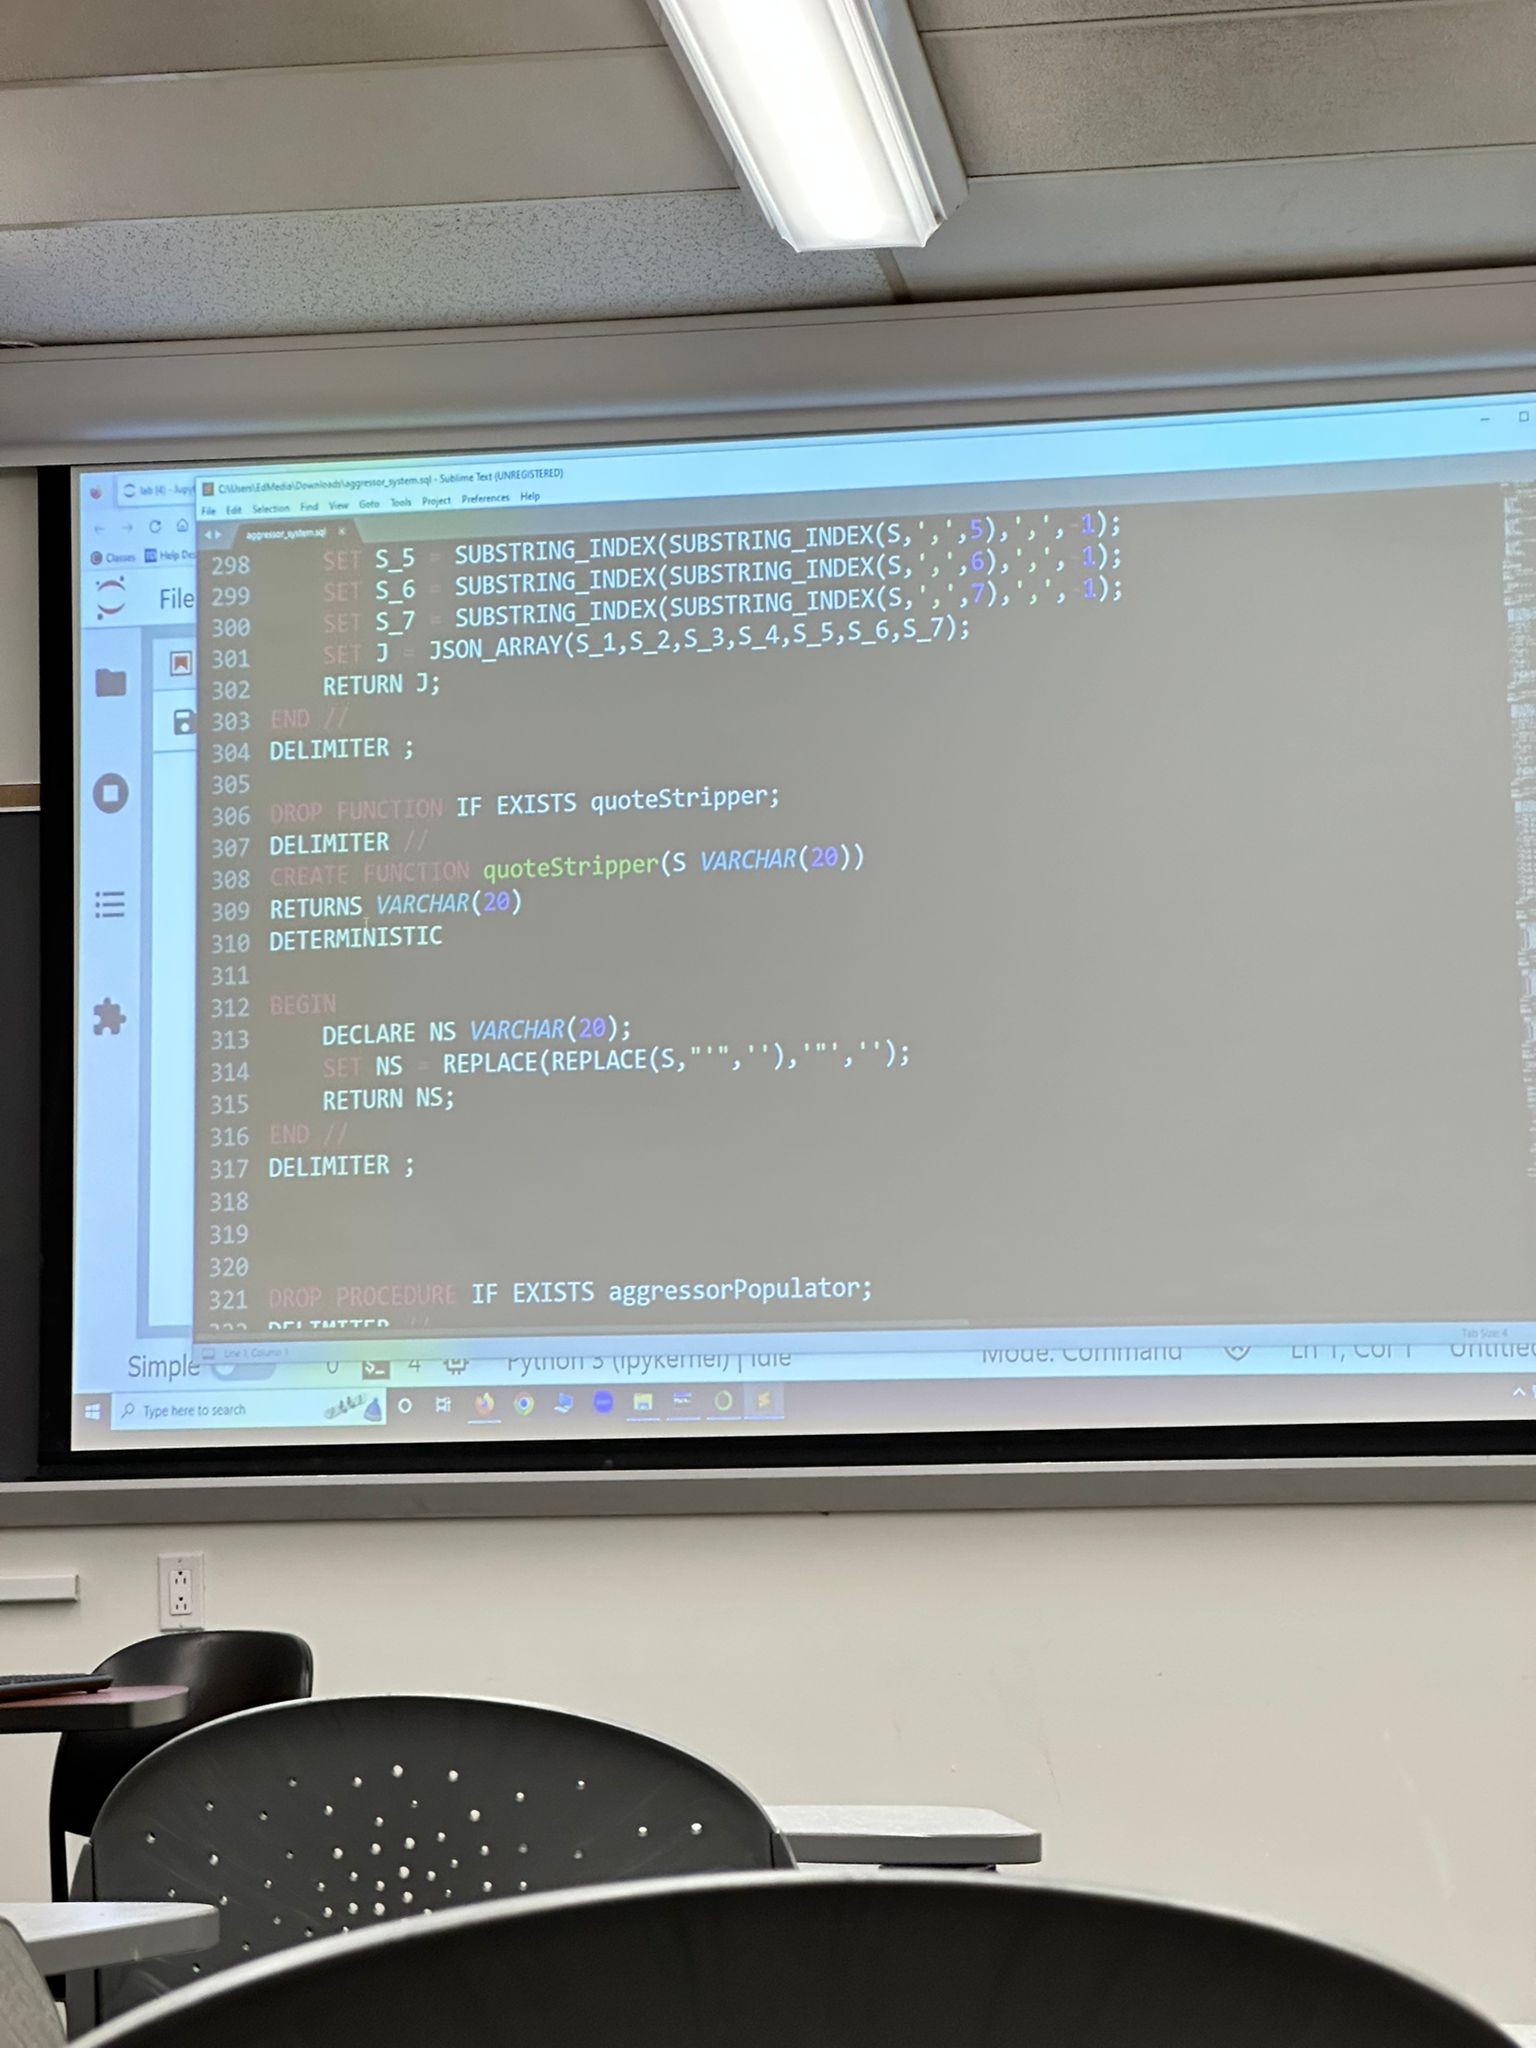 lab (4) - Jupyt
Classes
Help Des
File
C:\Users\EdMedia\Downloads\aggressor_system.sql - Sublime Text (UNREGISTERED)
File Edit Selection Find View Goto Tools Project Preferences Help
aggressor_system.sql
298 SET S_5 = SUBSTRING_INDEX(SUBSTRING_INDEX(S,',',5),',',-1);
299 SET S_6 = SUBSTRING_INDEX(SUBSTRING_INDEX(S,',',6),',',-1);
300 SET S_7 = SUBSTRING_INDEX(SUBSTRING_INDEX(S,',',7),',',-1);
301 SET J = JSON_ARRAY(S_1,S_2,S_3,S_4,S_5,S_6,S_7);
302 RETURN J;
303 END //
304 DELIMITER ;
305
306 DROP FUNCTION IF EXISTS quoteStripper;
307 DELIMITER //
308 CREATE FUNCTION quoteStripper(S VARCHAR(20))
309 RETURNS VARCHAR(20)
310 DETERMINISTIC
311
312 BEGIN
313 DECLARE NS VARCHAR(20);
314 SET NS = REPLACE(REPLACE(S,"'",''),'"','');
315 RETURN NS;
316 END //
317 DELIMITER ;
318
319
320
321 DROP PROCEDURE IF EXISTS aggressorPopulator;
322 DELIMITER //
Line 1, Column 1
Tab Size: 4
Simple 0 4 Python 3 (ipykernel) | Idle Mode: Command Ln 1, Col 1 Untitle
Type here to search